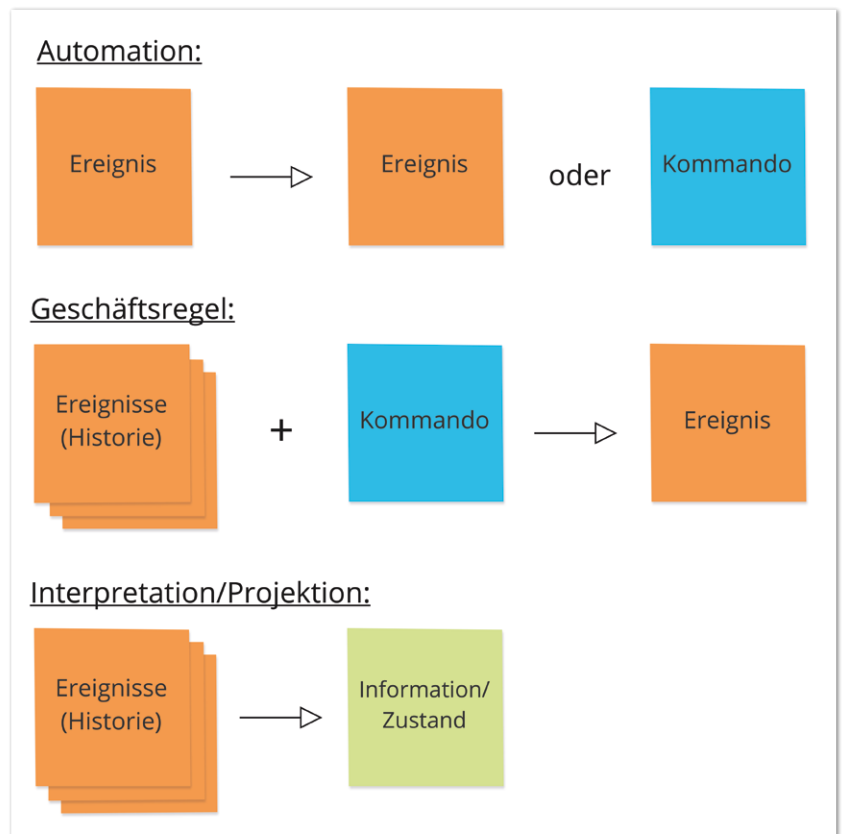 Automation:
Ereignis
Ereignis
oder
Kommando
Geschäftsregel:
Ereignisse
(Historie)
+
Kommando
Ereignis
Interpretation/Projektion:
Ereignisse
(Historie)
Information/
Zustand